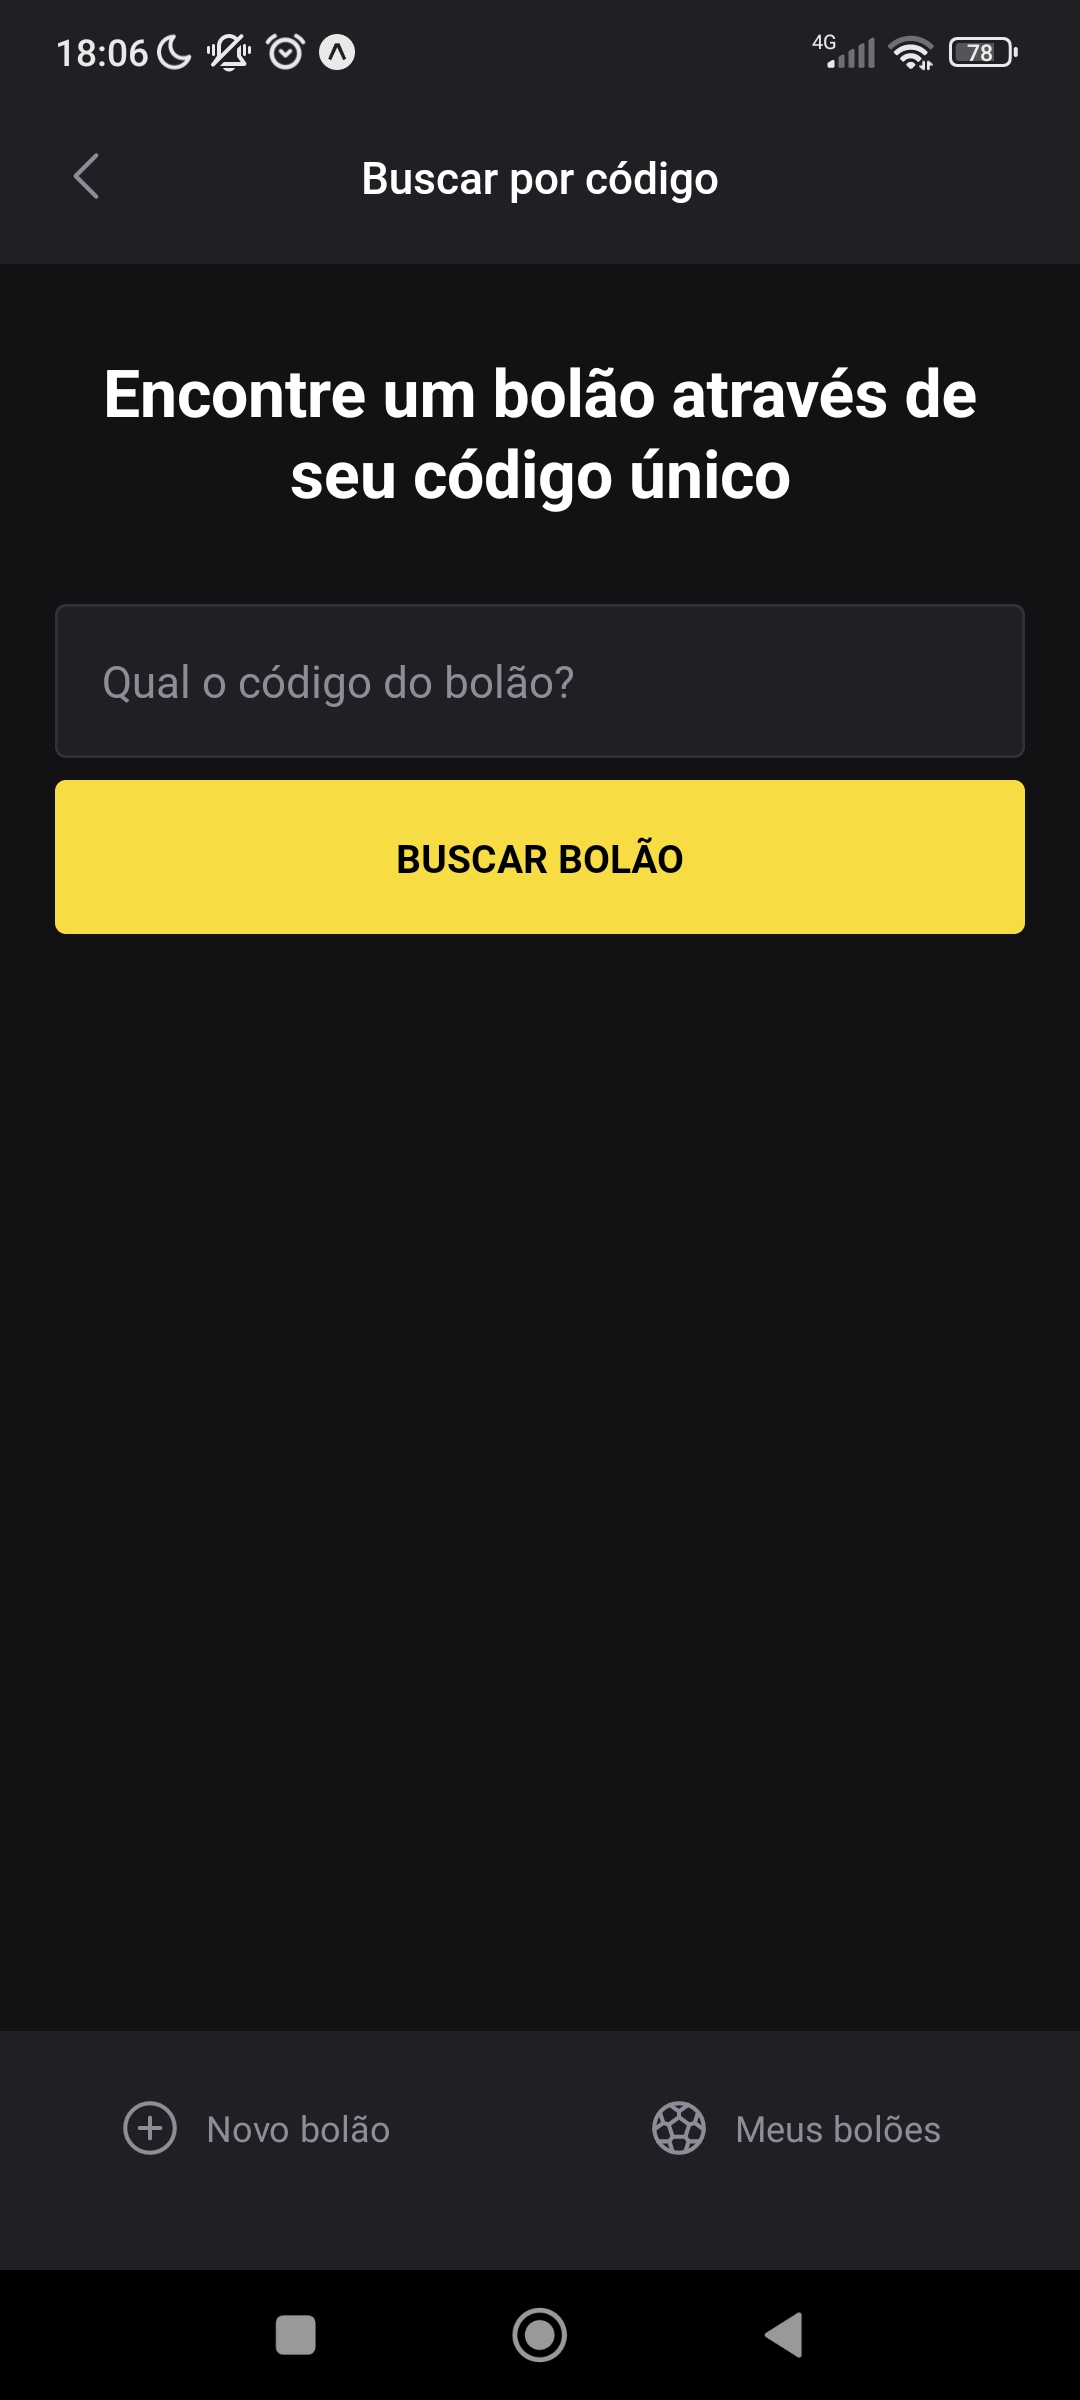 18:06
4G
78
Buscar por código
Encontre um bolão através de
seu código único
Qual o código do bolão?
BUSCAR BOLÃO
Novo bolão
Meus bolões